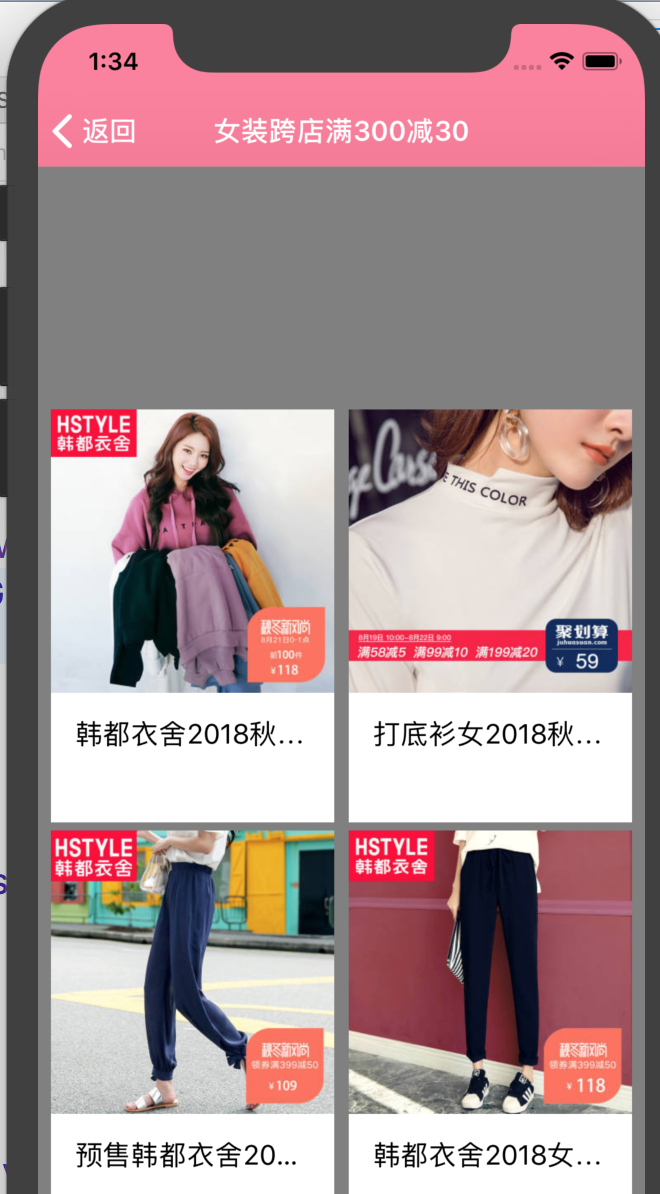 1:34
返回
女装跨店满300减30
HSTYLE
韩都衣舍
秋冬新风尚
8月21日0-1点
前100件
¥118
THIS COLOR
8月19日 10:00~8月22日 9:00
满58减5 满99减10 满199减20
聚划算
juhuasuan.com
¥ 59
韩都衣舍2018秋...
打底衫女2018秋...
HSTYLE
韩都衣舍
秋冬新风尚
领券满399减50
¥109
HSTYLE
韩都衣舍
秋冬新风尚
领券满399减50
¥118
预售韩都衣舍20...
韩都衣舍2018女...